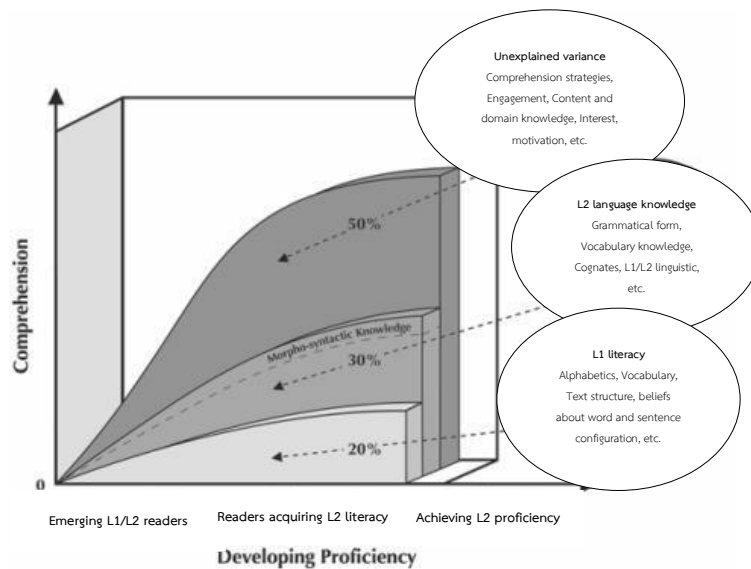 Unexplained variance
Comprehension strategies,
Engagement, Content and
domain knowledge, Interest,
motivation, etc.
L2 language knowledge
Grammatical form,
Vocabulary knowledge,
Cognates, L1/L2 linguistic,
etc.
L1 literacy
Alphabetics, Vocabulary,
Text structure, beliefs
about word and sentence
configuration, etc.
50%
Morpho-syntactic Knowledge
30%
20%
Comprehension
0
Emerging L1/L2 readers
Readers acquiring L2 literacy
Achieving L2 proficiency
Developing Proficiency